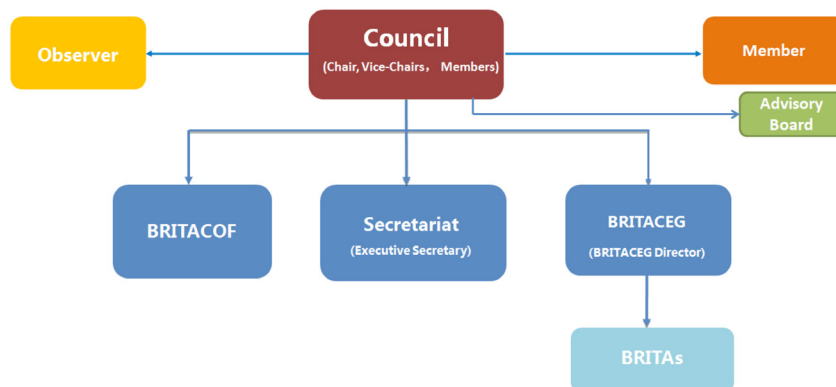 Observer
Council
(Chair, Vice-Chairs， Members)
Member
Advisory
Board
BRITACOF
Secretariat
(Executive Secretary)
BRITACEG
(BRITACEG Director)
BRITAs